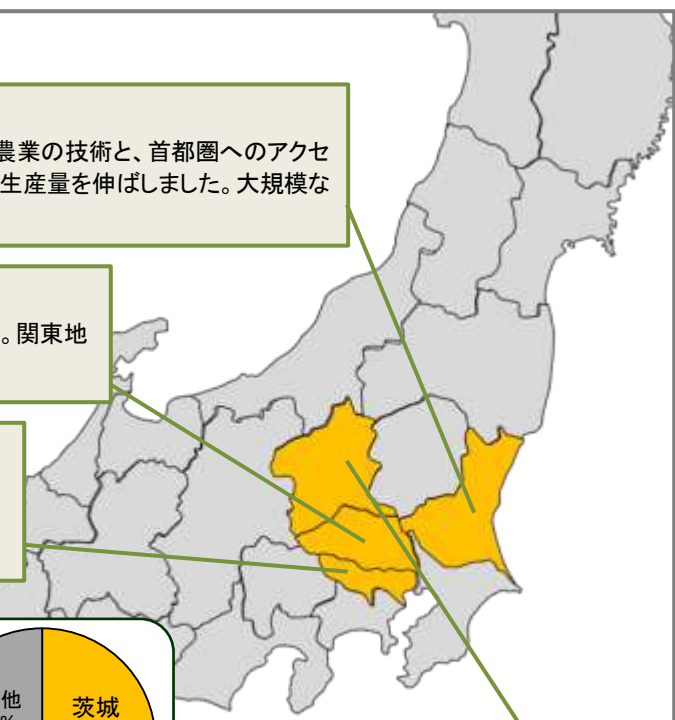 農業の技術と、首都圏へのアクセ
生産量を伸ばしました。大規模な
。関東地
他
%
茨城